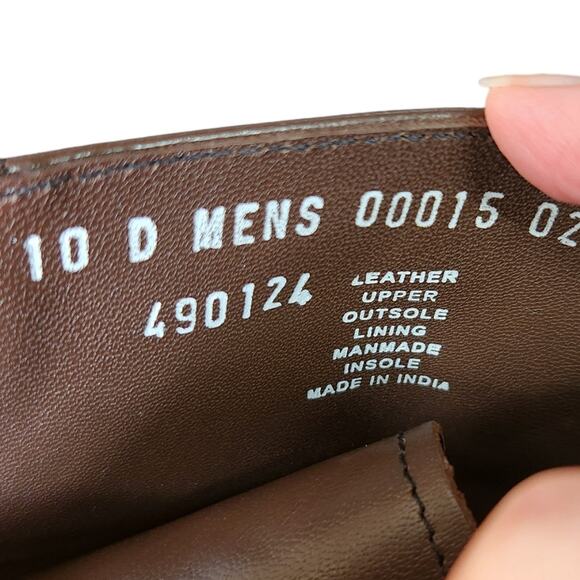 10 D MENS 00015 02
490124
LEATHER
UPPER
OUTSOLE
LINING
MANMADE
INSOLE
MADE IN INDIA